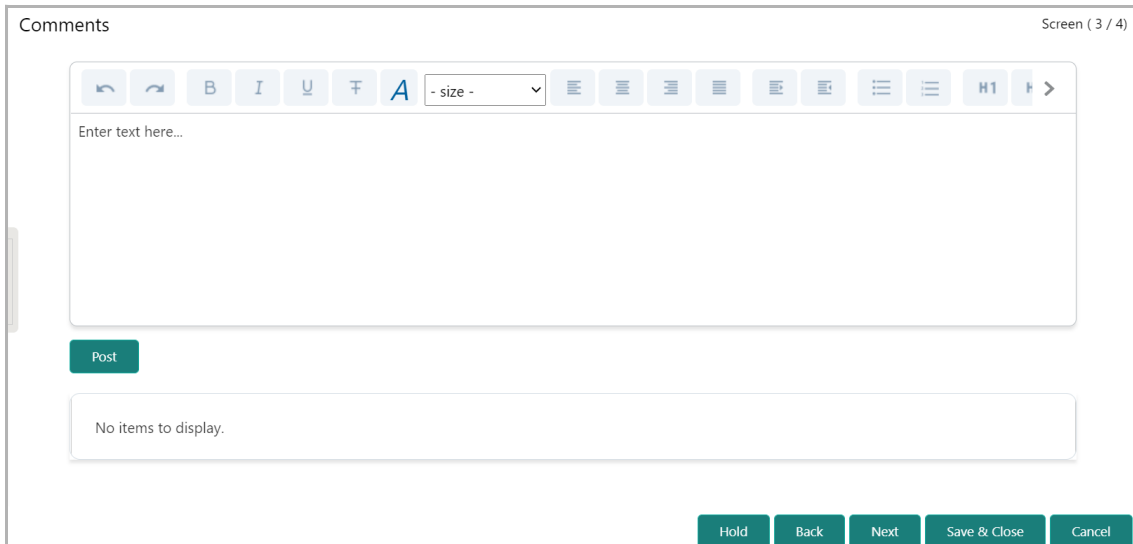 Comments
Screen ( 3 / 4)
B I U T A - size - H1
Enter text here...
Post
No items to display.
Hold Back Next Save & Close Cancel